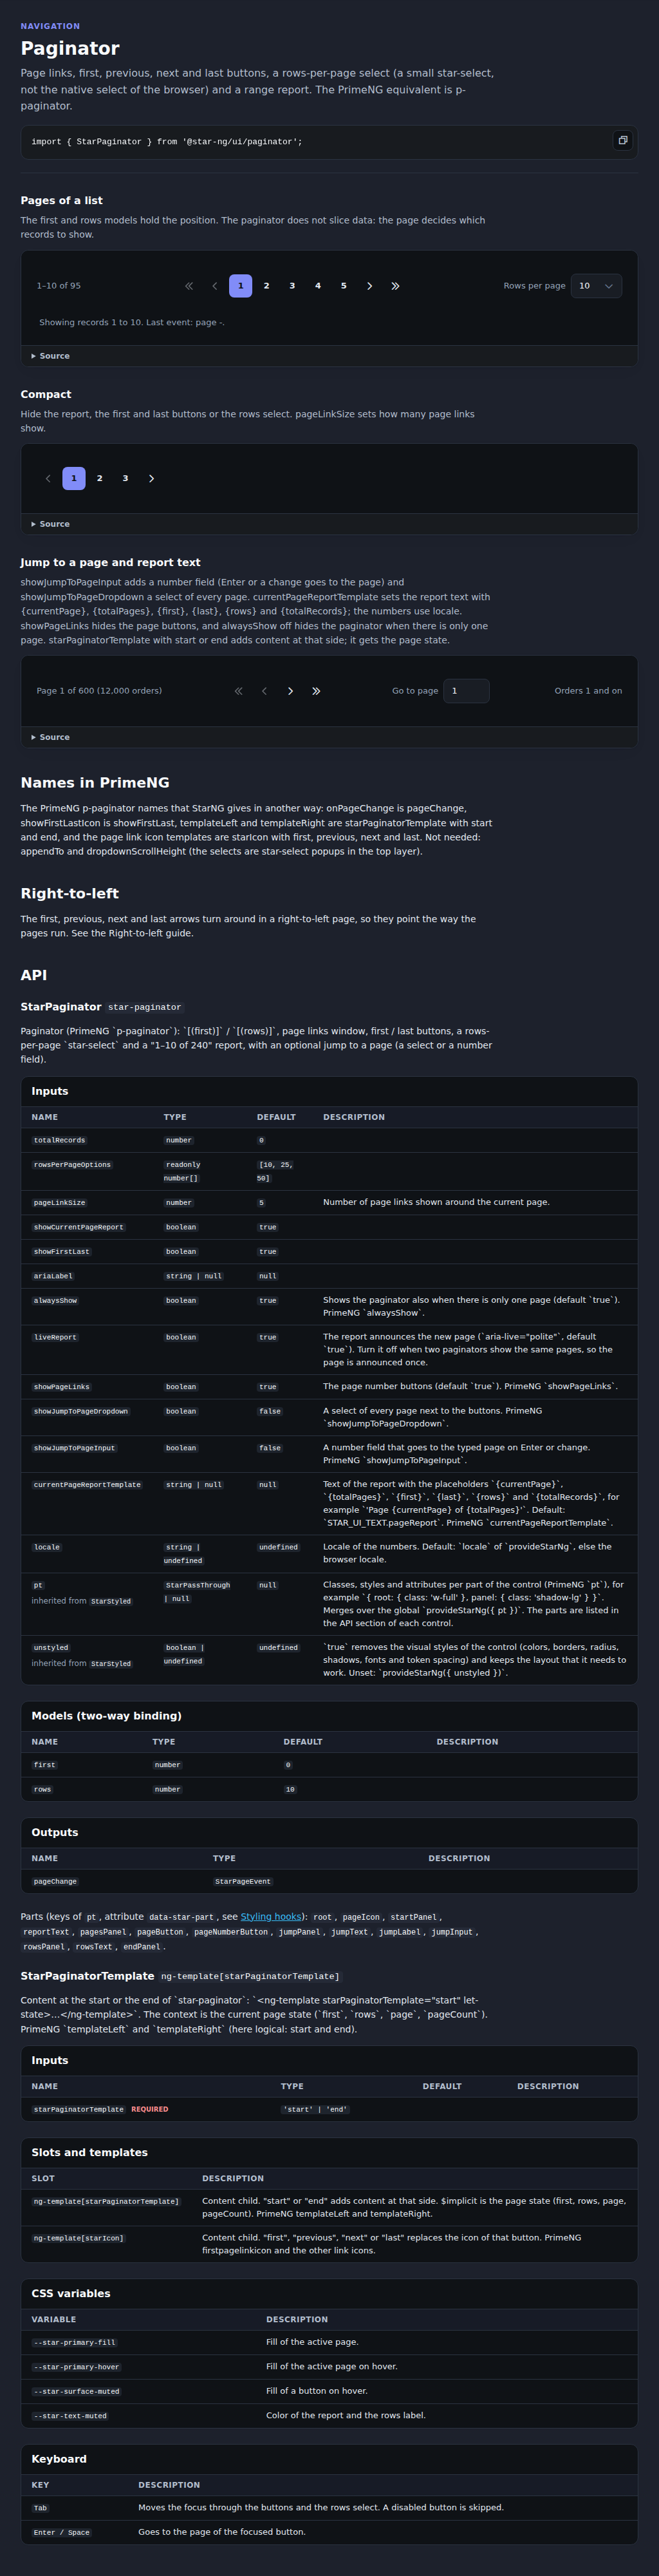 NAVIGATION
Paginator
Page links, first, previous, next and last buttons, a rows-per-page select (a small star-select,
not the native select of the browser) and a range report. The PrimeNG equivalent is p-
paginator.
import { StarPaginator } from '@star-ng/ui/paginator';
Pages of a list
The first and rows models hold the position. The paginator does not slice data: the page decides which
records to show.
1–10 of 95 1 2 3 4 5 Rows per page 10
Showing records 1 to 10. Last event: page -.
Source
Compact
Hide the report, the first and last buttons or the rows select. pageLinkSize sets how many page links
show.
1 2 3
Source
Jump to a page and report text
showJumpToPageInput adds a number field (Enter or a change goes to the page) and
showJumpToPageDropdown a select of every page. currentPageReportTemplate sets the report text with
{currentPage}, {totalPages}, {first}, {last}, {rows} and {totalRecords}; the numbers use locale.
showPageLinks hides the page buttons, and alwaysShow off hides the paginator when there is only one
page. starPaginatorTemplate with start or end adds content at that side; it gets the page state.
Page 1 of 600 (12,000 orders) Go to page 1 Orders 1 and on
Source
Names in PrimeNG
The PrimeNG p-paginator names that StarNG gives in another way: onPageChange is pageChange,
showFirstLastIcon is showFirstLast, templateLeft and templateRight are starPaginatorTemplate with start
and end, and the page link icon templates are starIcon with first, previous, next and last. Not needed:
appendTo and dropdownScrollHeight (the selects are star-select popups in the top layer).
Right-to-left
The first, previous, next and last arrows turn around in a right-to-left page, so they point the way the
pages run. See the Right-to-left guide.
API
StarPaginator star-paginator
Paginator (PrimeNG `p-paginator`): `[(first)]` / `[(rows)]`, page links window, first / last buttons, a rows-
per-page `star-select` and a "1–10 of 240" report, with an optional jump to a page (a select or a number
field).
Inputs
NAME TYPE DEFAULT DESCRIPTION
totalRecords number 0
rowsPerPageOptions readonly number[] [10, 25, 50]
pageLinkSize number 5 Number of page links shown around the current page.
showCurrentPageReport boolean true
showFirstLast boolean true
ariaLabel string | null null
alwaysShow boolean true Shows the paginator also when there is only one page (default `true`).
PrimeNG `alwaysShow`.
liveReport boolean true The report announces the new page (`aria-live="polite"`, default
`true`). Turn it off when two paginators show the same pages, so the
page is announced once.
showPageLinks boolean true The page number buttons (default `true`). PrimeNG `showPageLinks`.
showJumpToPageDropdown boolean false A select of every page next to the buttons. PrimeNG
`showJumpToPageDropdown`.
showJumpToPageInput boolean false A number field that goes to the typed page on Enter or change.
PrimeNG `showJumpToPageInput`.
currentPageReportTemplate string | null null Text of the report with the placeholders `{currentPage}`,
`{totalPages}`, `{first}`, `{last}`, `{rows}` and `{totalRecords}`, for
example `'Page {currentPage} of {totalPages}'`. Default:
`STAR_UI_TEXT.pageReport`. PrimeNG `currentPageReportTemplate`.
locale string | undefined undefined Locale of the numbers. Default: `locale` of `provideStarNg`, else the
browser locale.
pt StarPassThrough | null null Classes, styles and attributes per part of the control (PrimeNG `pt`), for
inherited from StarStyled example `{ root: { class: 'w-full' }, panel: { class: 'shadow-lg' } }`.
Merges over the global `provideStarNg({ pt })`. The parts are listed in
the API section of each control.
unstyled boolean | undefined undefined `true` removes the visual styles of the control (colors, borders, radius,
inherited from StarStyled shadows, fonts and token spacing) and keeps the layout that it needs to
work. Unset: `provideStarNg({ unstyled })`.
Models (two-way binding)
NAME TYPE DEFAULT DESCRIPTION
first number 0
rows number 10
Outputs
NAME TYPE DESCRIPTION
pageChange StarPageEvent
Parts (keys of pt, attribute data-star-part, see Styling hooks): root, pageIcon, startPanel,
reportText, pagesPanel, pageButton, pageNumberButton, jumpPanel, jumpText, jumpLabel, jumpInput,
rowsPanel, rowsText, endPanel.
StarPaginatorTemplate ng-template[starPaginatorTemplate]
Content at the start or the end of `star-paginator`: `<ng-template starPaginatorTemplate="start" let-
state>...</ng-template>`. The context is the current page state (`first`, `rows`, `page`, `pageCount`).
PrimeNG `templateLeft` and `templateRight` (here logical: start and end).
Inputs
NAME TYPE DEFAULT DESCRIPTION
starPaginatorTemplate REQUIRED 'start' | 'end'
Slots and templates
SLOT DESCRIPTION
ng-template[starPaginatorTemplate] Content child. "start" or "end" adds content at that side. $implicit is the page state (first, rows, page,
pageCount). PrimeNG templateLeft and templateRight.
ng-template[starIcon] Content child. "first", "previous", "next" or "last" replaces the icon of that button. PrimeNG
firstpagelinkicon and the other link icons.
CSS variables
VARIABLE DESCRIPTION
--star-primary-fill Fill of the active page.
--star-primary-hover Fill of the active page on hover.
--star-surface-muted Fill of a button on hover.
--star-text-muted Color of the report and the rows label.
Keyboard
KEY DESCRIPTION
Tab Moves the focus through the buttons and the rows select. A disabled button is skipped.
Enter / Space Goes to the page of the focused button.